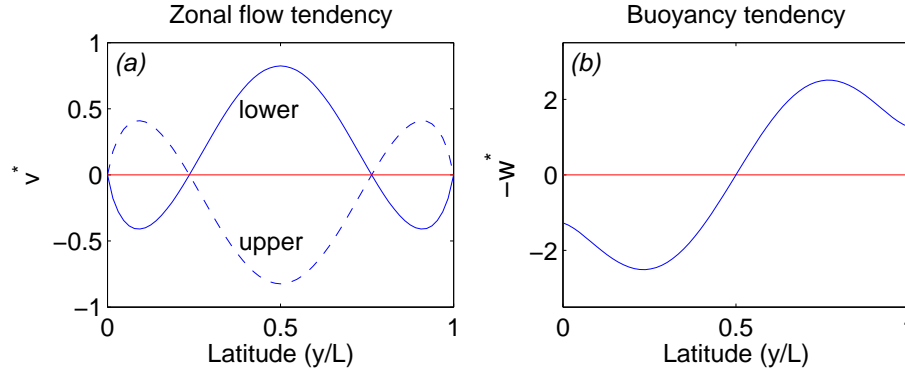 Zonal flow tendency
1
0.5
0
−0.5
−1
v*
(a)
lower
upper
0
0.5
1
Latitude (y/L)
Buoyancy tendency
2
0
−2
−w*
(b)
0
0.5
1
Latitude (y/L)